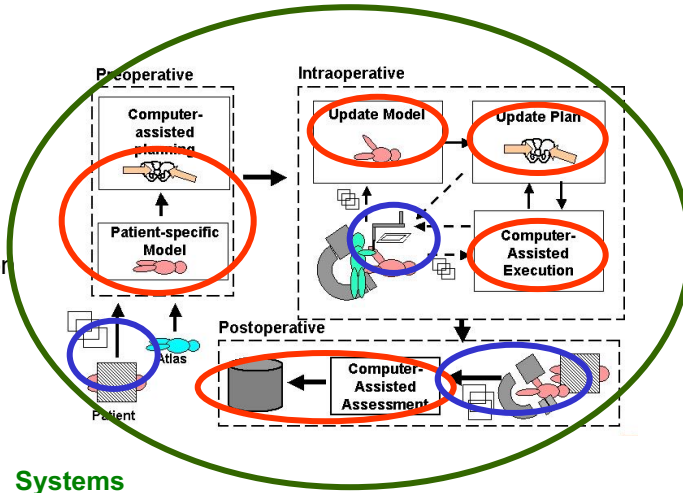 Preoperative
Computer-
assisted
planning
Patient-specific
Model
r
Atlas
Patient
Intraoperative
Update Model
Update Plan
Computer-
Assisted
Execution
Postoperative
Computer-
Assisted
Assessment
Systems